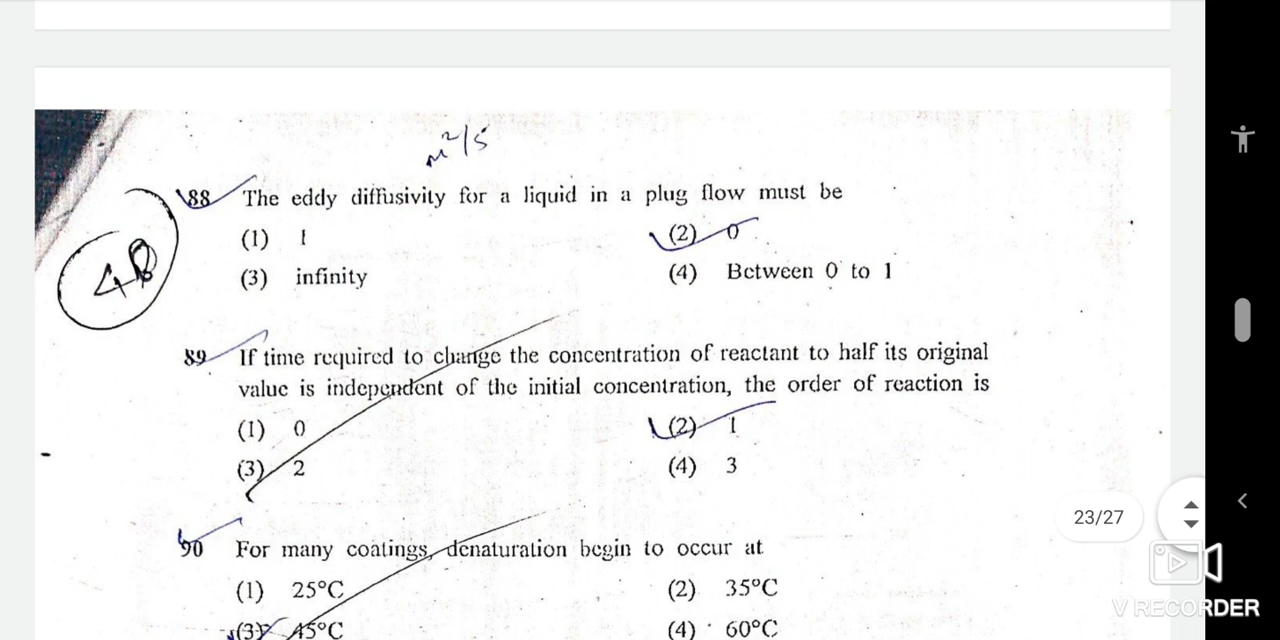 m²/s
88 The eddy diffusivity for a liquid in a plug flow must be
(1) 1 (2) 0
(3) infinity (4) Between 0 to 1
48
89. If time required to change the concentration of reactant to half its original
value is independent of the initial concentration, the order of reaction is
(1) 0 (2) 1
(3) 2 (4) 3
23/27
90 For many coatings, denaturation begin to occur at
(1) 25°C (2) 35°C
(3) 45°C (4) 60°C
V RECORDER